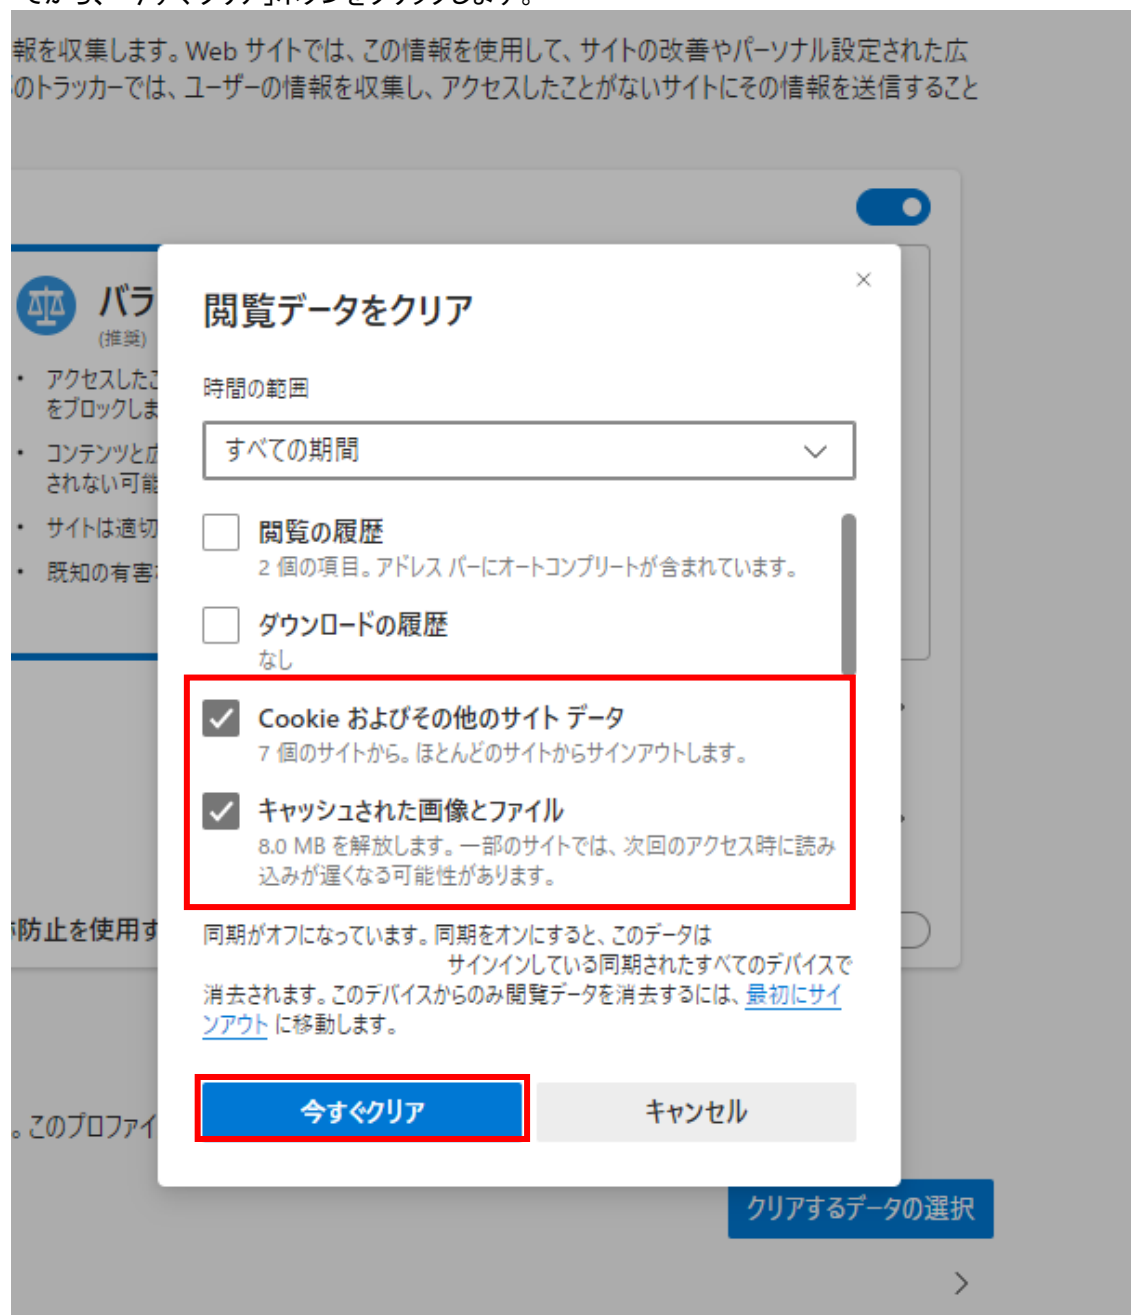 てから、「今すぐクリア」ボタンをクリックします。
報を収集します。Web サイトでは、この情報を使用して、サイトの改善やパーソナル設定された広
のトラッカーでは、ユーザーの情報を収集し、アクセスしたことがないサイトにその情報を送信すること
バラ
(推奨)
・ アクセスしたこ
をブロックしま
・ コンテンツと広
されない可能
・ サイトは適切
・ 既知の有害
閲覧データをクリア
×
時間の範囲
すべての期間
閲覧の履歴
2 個の項目。アドレス バーにオートコンプリートが含まれています。
ダウンロードの履歴
なし
Cookie およびその他のサイト データ
7 個のサイトから。ほとんどのサイトからサインアウトします。
キャッシュされた画像とファイル
8.0 MB を解放します。一部のサイトでは、次回のアクセス時に読み
込みが遅くなる可能性があります。
防止を使用す
同期がオフになっています。同期をオンにすると、このデータは
サインインしている同期されたすべてのデバイスで
消去されます。このデバイスからのみ閲覧データを消去するには、最初にサイ
ンアウト に移動します。
今すぐクリア
キャンセル
。このプロファイ
クリアするデータの選択